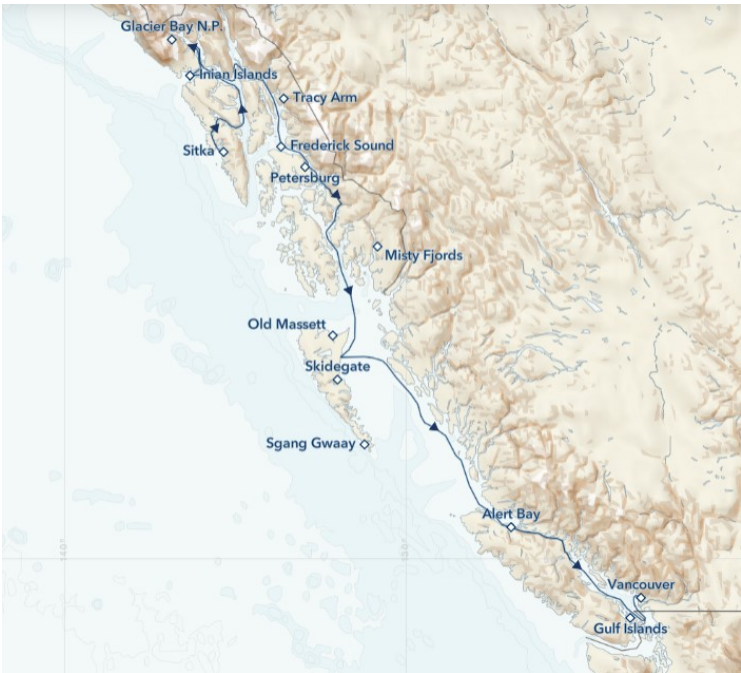 Glacier Bay N.P.
Inian Islands
Tracy Arm
Frederick Sound
Sitka
Petersburg
Misty Fjords
Old Massett
Skidegate
Sgang Gwaay
Alert Bay
Vancouver
Gulf Islands